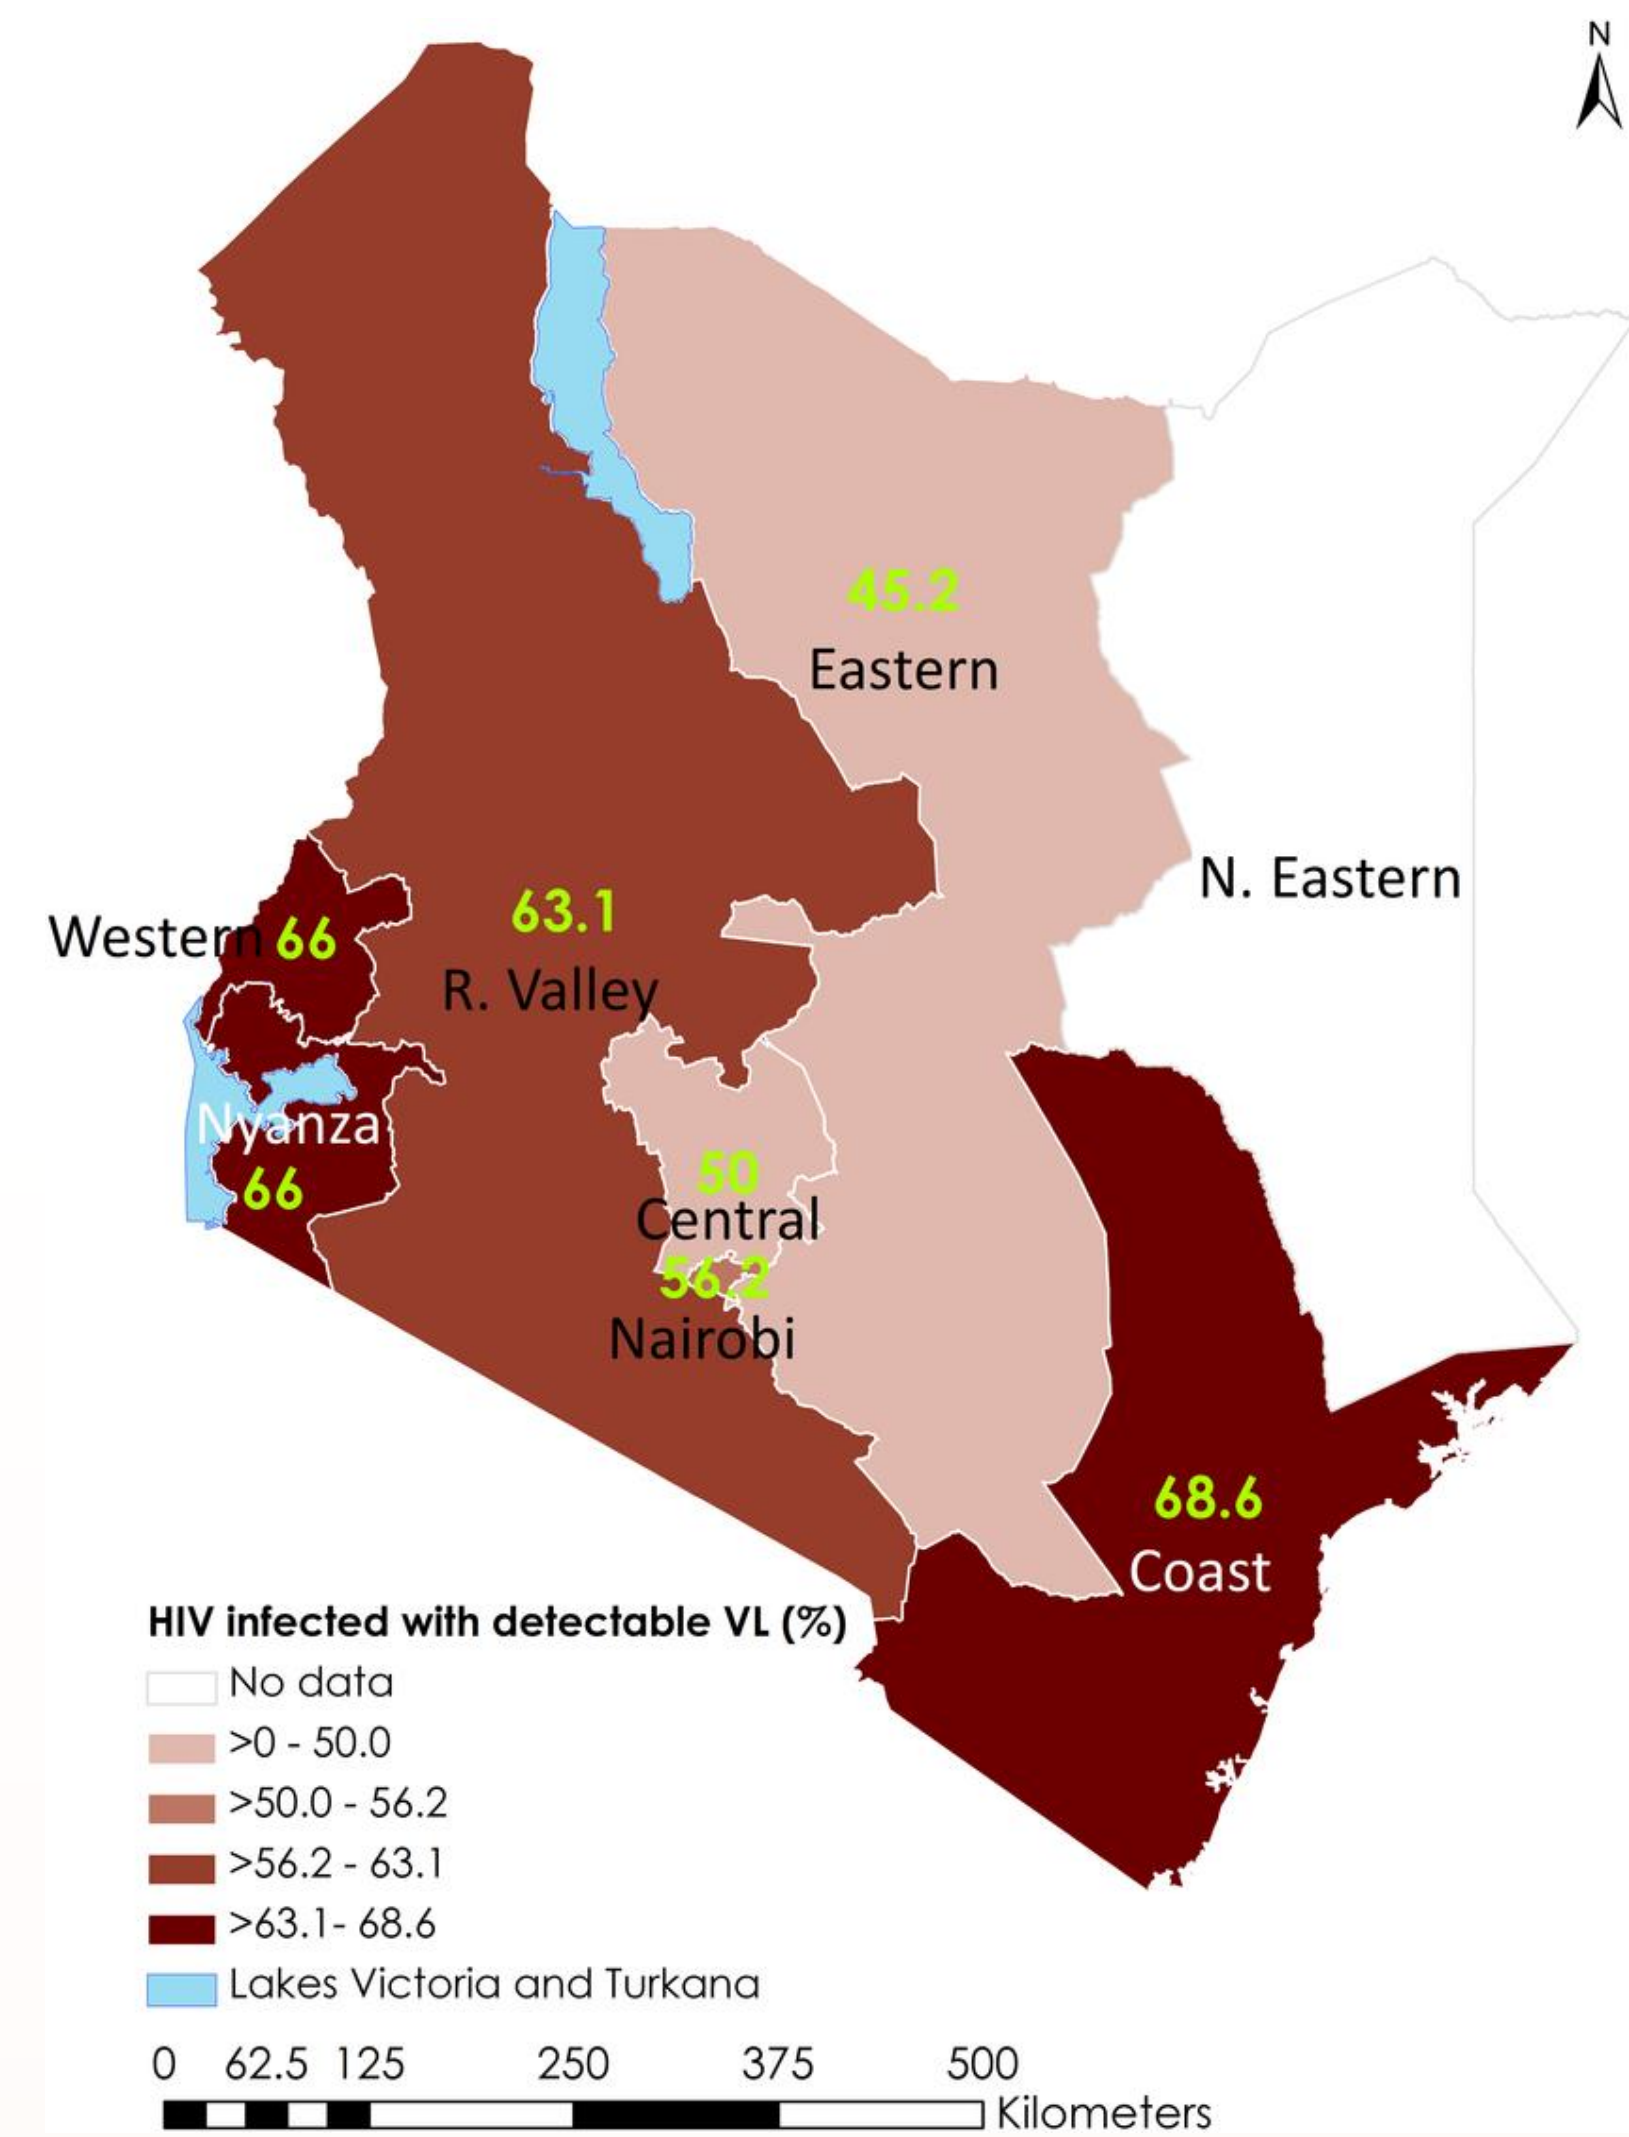 N
45.2
Eastern
N. Eastern
63.1
R. Valley
Western 66
Nyanza
66
50
Central
56.2
Nairobi
68.6
Coast
HIV infected with detectable VL (%)
No data
>0 - 50.0
>50.0 - 56.2
>56.2 - 63.1
>63.1- 68.6
Lakes Victoria and Turkana
0 62.5 125 250 375 500
Kilometers